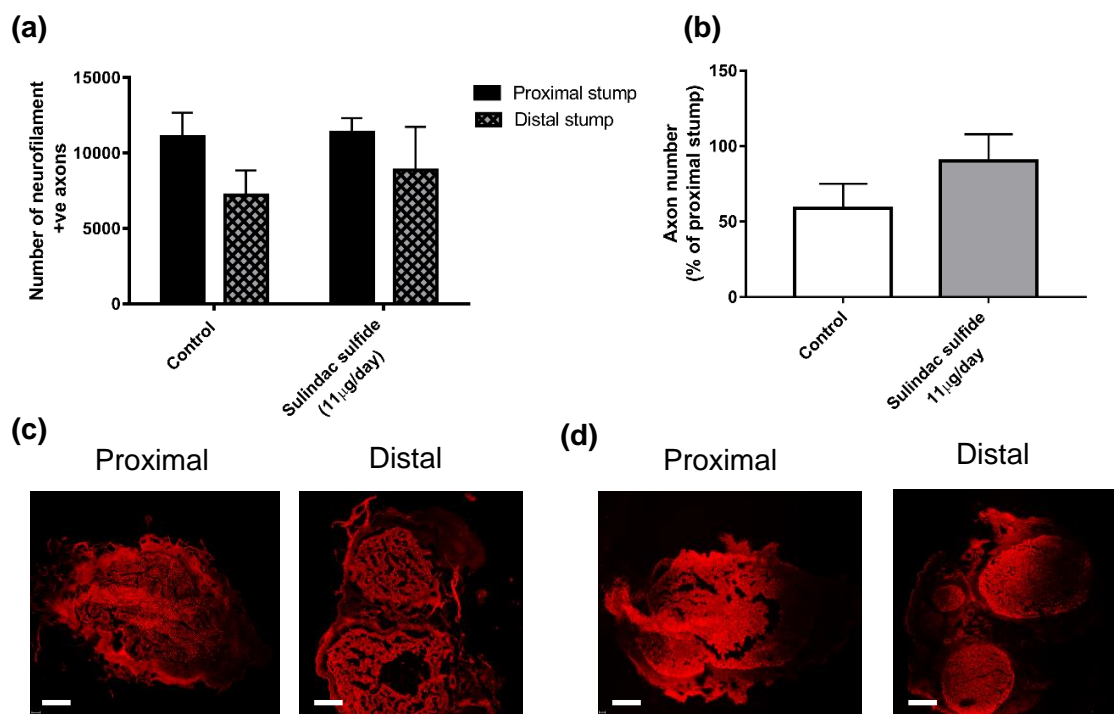 (a)
15000
10000
5000
0
Number of neurofilament
+ve axons
Control
Sulindac sulfide
(11µg/day)
Proximal stump
Distal stump
(b)
150
100
50
0
Axon number
(% of proximal stump)
Control
Sulindac sulfide
11µg/day
(c)
Proximal
Distal
(d)
Proximal
Distal